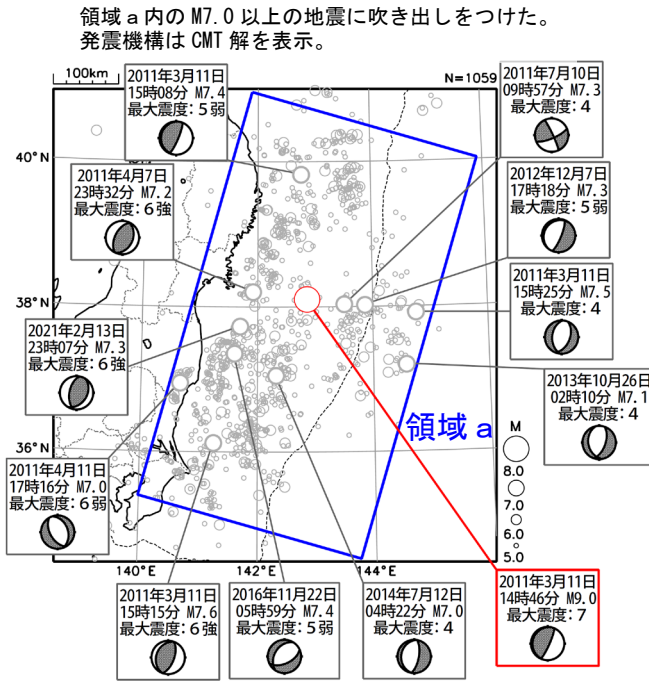 領域a内のM7.0以上の地震に吹き出しをつけた。
発震機構はCMT解を表示。
100km
N=1059
2011年3月11日
15時08分 M7.4
最大震度:5弱
2011年7月10日
09時57分 M7.3
最大震度:4
40°N
2011年4月7日
23時32分 M7.2
最大震度:6強
2012年12月7日
17時18分 M7.3
最大震度:5弱
38°N
2011年3月11日
15時25分 M7.5
最大震度:4
2021年2月13日
23時07分 M7.3
最大震度:6強
2013年10月26日
02時10分 M7.1
最大震度:4
領域a
36°N
M
8.0
7.0
6.0
5.0
2011年4月11日
17時16分 M7.0
最大震度:6弱
140°E
142°E
144°E
2011年3月11日
15時15分 M7.6
最大震度:6強
2016年11月22日
05時59分 M7.4
最大震度:5弱
2014年7月12日
04時22分 M7.0
最大震度:4
2011年3月11日
14時46分 M9.0
最大震度:7